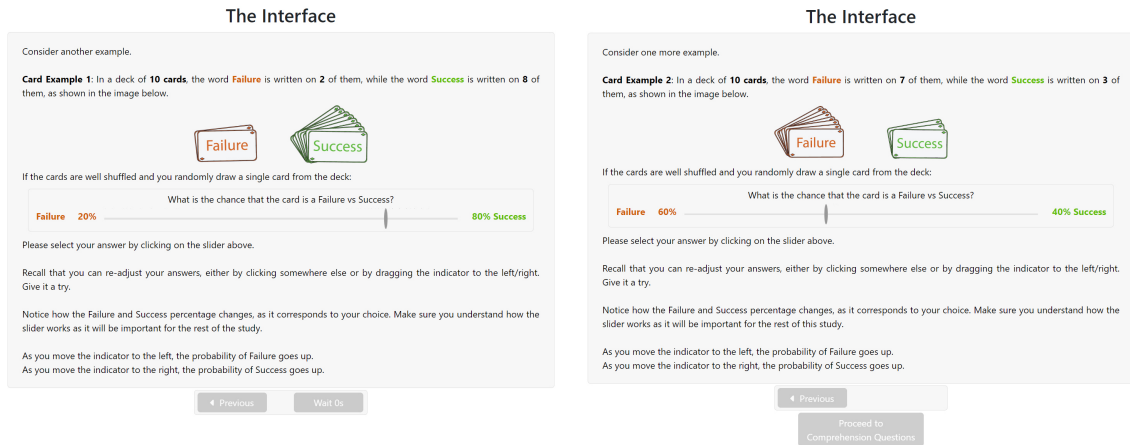 The Interface
Consider another example.
Card Example 1: In a deck of 10 cards, the word Failure is written on 2 of them, while the word Success is written on 8 of
them, as shown in the image below.
Failure
Success
If the cards are well shuffled and you randomly draw a single card from the deck:
What is the chance that the card is a Failure vs Success?
Failure 20% 80% Success
Please select your answer by clicking on the slider above.
Recall that you can re-adjust your answers, either by clicking somewhere else or by dragging the indicator to the left/right.
Give it a try.
Notice how the Failure and Success percentage changes, as it corresponds to your choice. Make sure you understand how the
slider works as it will be important for the rest of the study.
As you move the indicator to the left, the probability of Failure goes up.
As you move the indicator to the right, the probability of Success goes up.
Previous
Wait 0s
The Interface
Consider one more example.
Card Example 2: In a deck of 10 cards, the word Failure is written on 7 of them, while the word Success is written on 3 of
them, as shown in the image below.
Failure
Success
If the cards are well shuffled and you randomly draw a single card from the deck:
What is the chance that the card is a Failure vs Success?
Failure 60% 40% Success
Please select your answer by clicking on the slider above.
Recall that you can re-adjust your answers, either by clicking somewhere else or by dragging the indicator to the left/right.
Give it a try.
Notice how the Failure and Success percentage changes, as it corresponds to your choice. Make sure you understand how the
slider works as it will be important for the rest of this study.
As you move the indicator to the left, the probability of Failure goes up.
As you move the indicator to the right, the probability of Success goes up.
Previous
Proceed to
Comprehension Questions